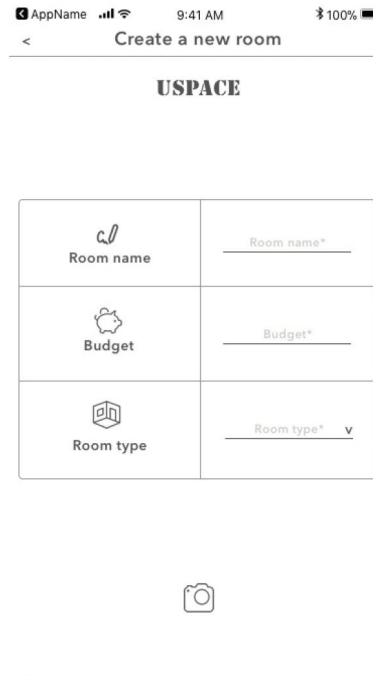 AppName 9:41 AM 100%
< Create a new room
USPACE
Room name Room name*
Budget Budget*
Room type Room type* v